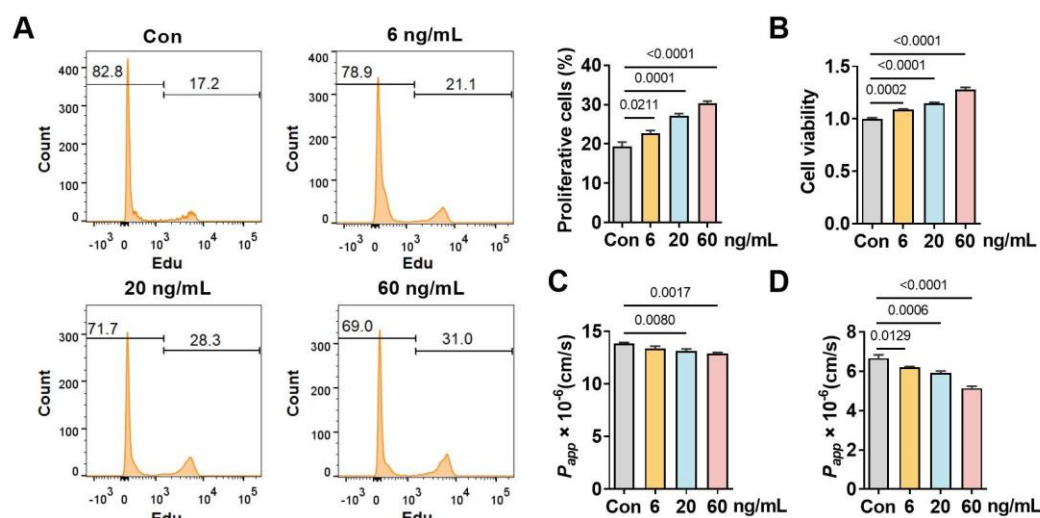 A
Con
82.8
17.2
400
300
200
100
0
Count
-10³ 0 10³ 10⁴ 10⁵
Edu
6 ng/mL
78.9
21.1
400
300
200
100
0
Count
-10³ 0 10³ 10⁴ 10⁵
Edu
<0.0001
0.0001
0.0211
40
30
20
10
0
Proliferative cells (%)
Con 6 20 60 ng/mL
B
<0.0001
<0.0001
0.0002
1.5
1.0
0.5
0.0
Cell viability
Con 6 20 60 ng/mL
20 ng/mL
71.7
28.3
300
200
100
0
Count
-10³ 0 10³ 10⁴ 10⁵
Edu
60 ng/mL
69.0
31.0
300
200
100
0
Count
-10³ 0 10³ 10⁴ 10⁵
Edu
C
0.0017
0.0080
15
10
5
0
Papp × 10⁻⁶(cm/s)
Con 6 20 60 ng/mL
D
<0.0001
0.0006
0.0129
8
6
4
2
0
Papp × 10⁻⁶(cm/s)
Con 6 20 60 ng/mL